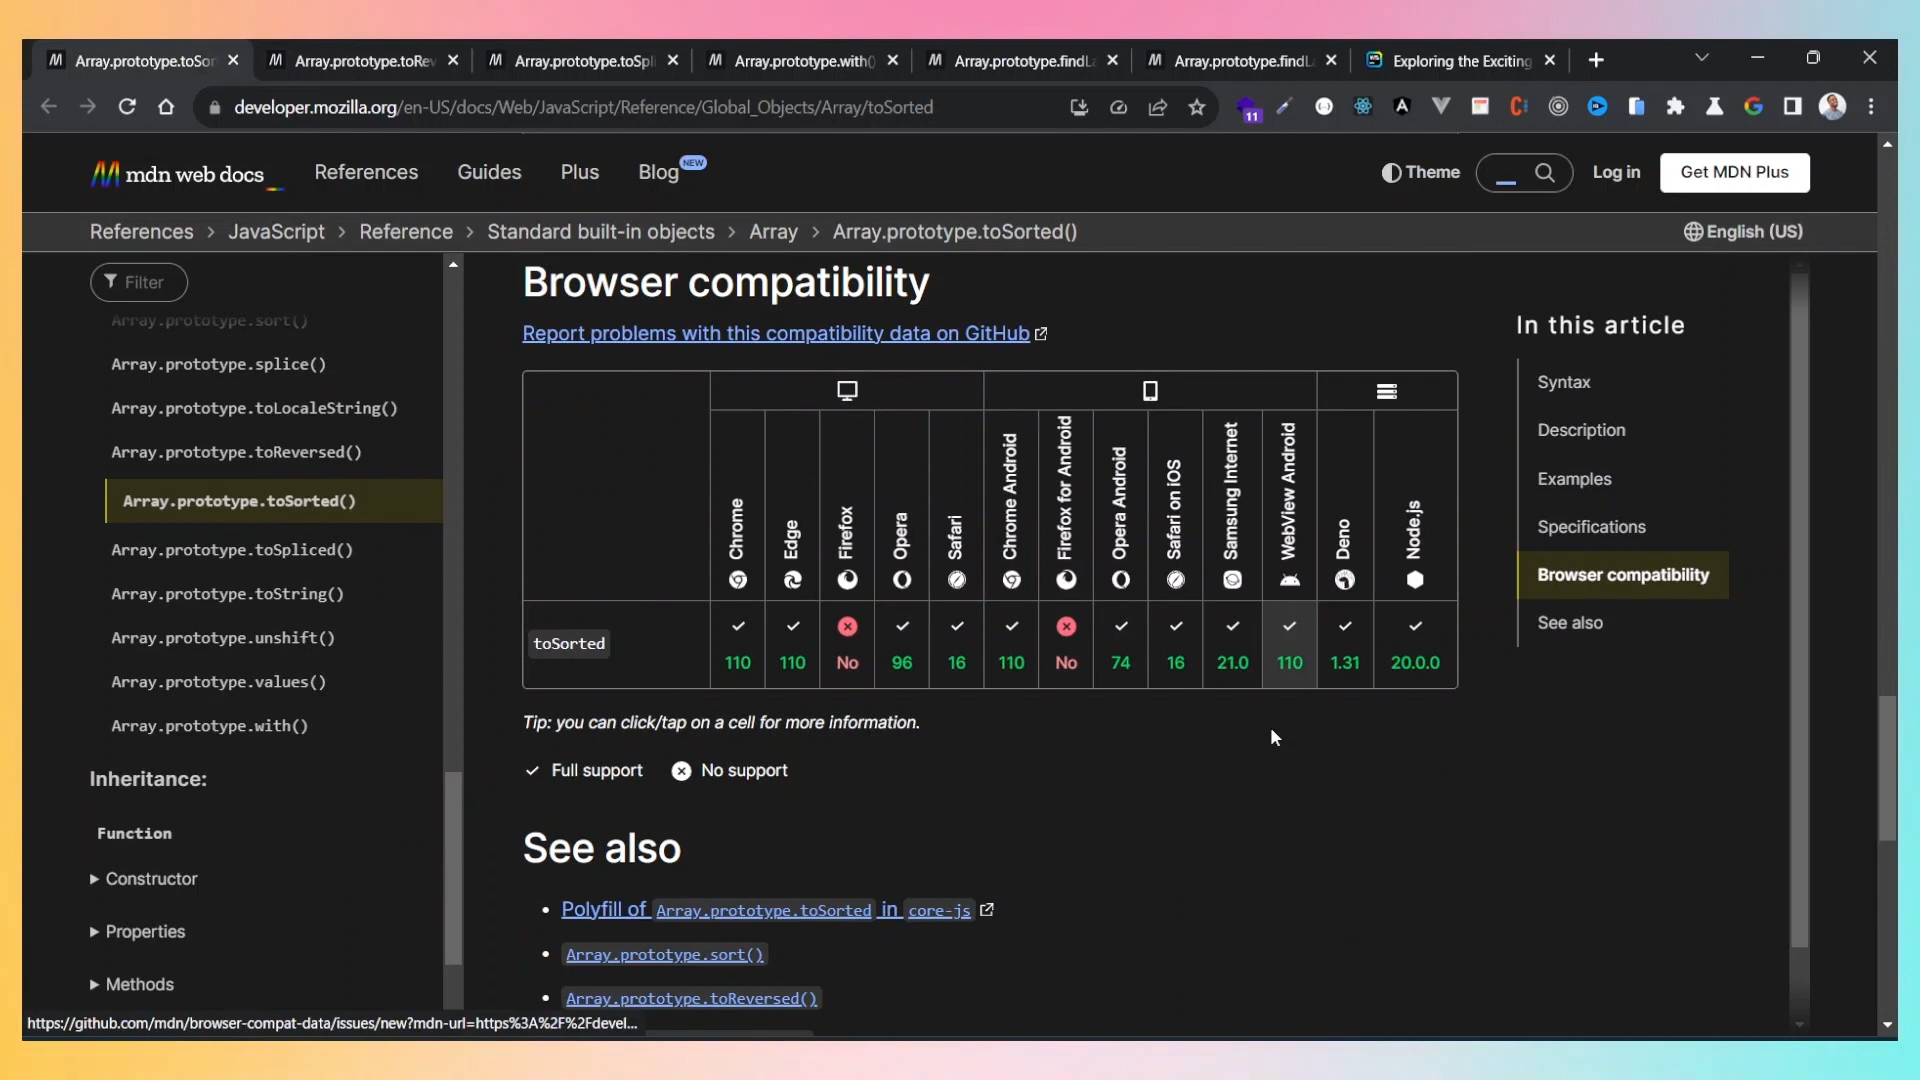 Array.prototype.toSor
Array.prototype.toRev
Array.prototype.toSpli
Array.prototype.with()
Array.prototype.findLa
Array.prototype.findLa
Exploring the Exciting
developer.mozilla.org/en-US/docs/Web/JavaScript/Reference/Global_Objects/Array/toSorted
11
mdn web docs
References
Guides
Plus
Blog
NEW
Theme
Log in
Get MDN Plus
References > JavaScript > Reference > Standard built-in objects > Array > Array.prototype.toSorted()
English (US)
Filter
Array.prototype.sort()
Array.prototype.splice()
Array.prototype.toLocaleString()
Array.prototype.toReversed()
Array.prototype.toSorted()
Array.prototype.toSpliced()
Array.prototype.toString()
Array.prototype.unshift()
Array.prototype.values()
Array.prototype.with()
Inheritance:
Function
Constructor
Properties
Methods
Browser compatibility
Report problems with this compatibility data on GitHub
Chrome
Edge
Firefox
Opera
Safari
Chrome Android
Firefox for Android
Opera Android
Safari on iOS
Samsung Internet
WebView Android
Deno
Node.js
toSorted
110
110
No
96
16
110
No
74
16
21.0
110
1.31
20.0.0
Tip: you can click/tap on a cell for more information.
Full support
No support
See also
• Polyfill of Array.prototype.toSorted in core-js
• Array.prototype.sort()
• Array.prototype.toReversed()
In this article
Syntax
Description
Examples
Specifications
Browser compatibility
See also
https://github.com/mdn/browser-compat-data/issues/new?mdn-url=https%3A%2F%2Fdevel...